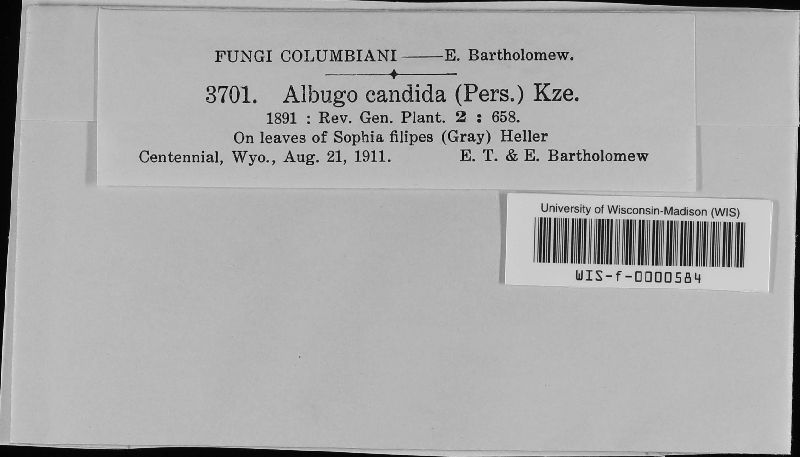 FUNGI COLUMBIANI — E. Bartholomew.
3701. Albugo candida (Pers.) Kze.
1891 : Rev. Gen. Plant. 2 : 658.
On leaves of Sophia filipes (Gray) Heller
Centennial, Wyo., Aug. 21, 1911. E. T. & E. Bartholomew
University of Wisconsin-Madison (WIS)
WIS-f-0000584